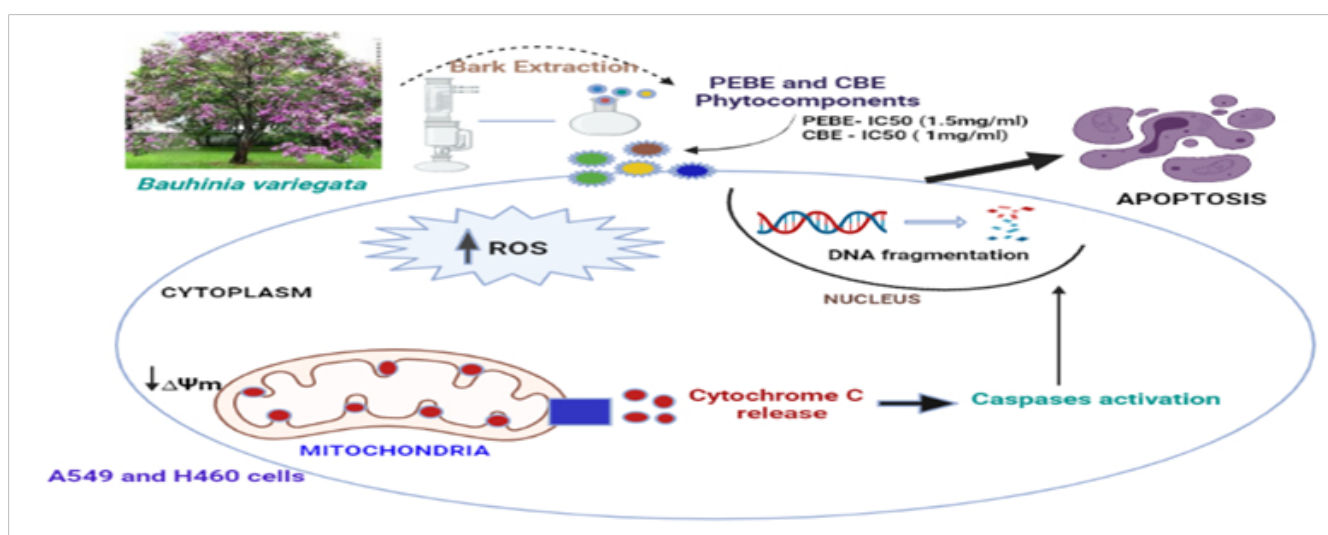 Bark Extraction
PEBE and CBE
Phytocomponents
PEBE- IC50 (1.5mg/ml)
CBE - IC50 ( 1mg/ml)
Bauhinia variegata
APOPTOSIS
ROS
DNA fragmentation
NUCLEUS
CYTOPLASM
ΔΨm
Cytochrome C
release
Caspases activation
MITOCHONDRIA
A549 and H460 cells